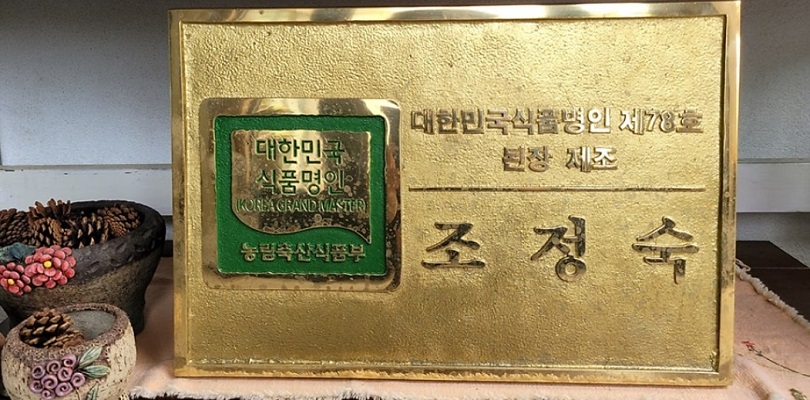 대한민국
식품명인
(KOREA GRAND MASTER)
농림축산식품부
대한민국식품명인 제78호
된장 제조
조정숙